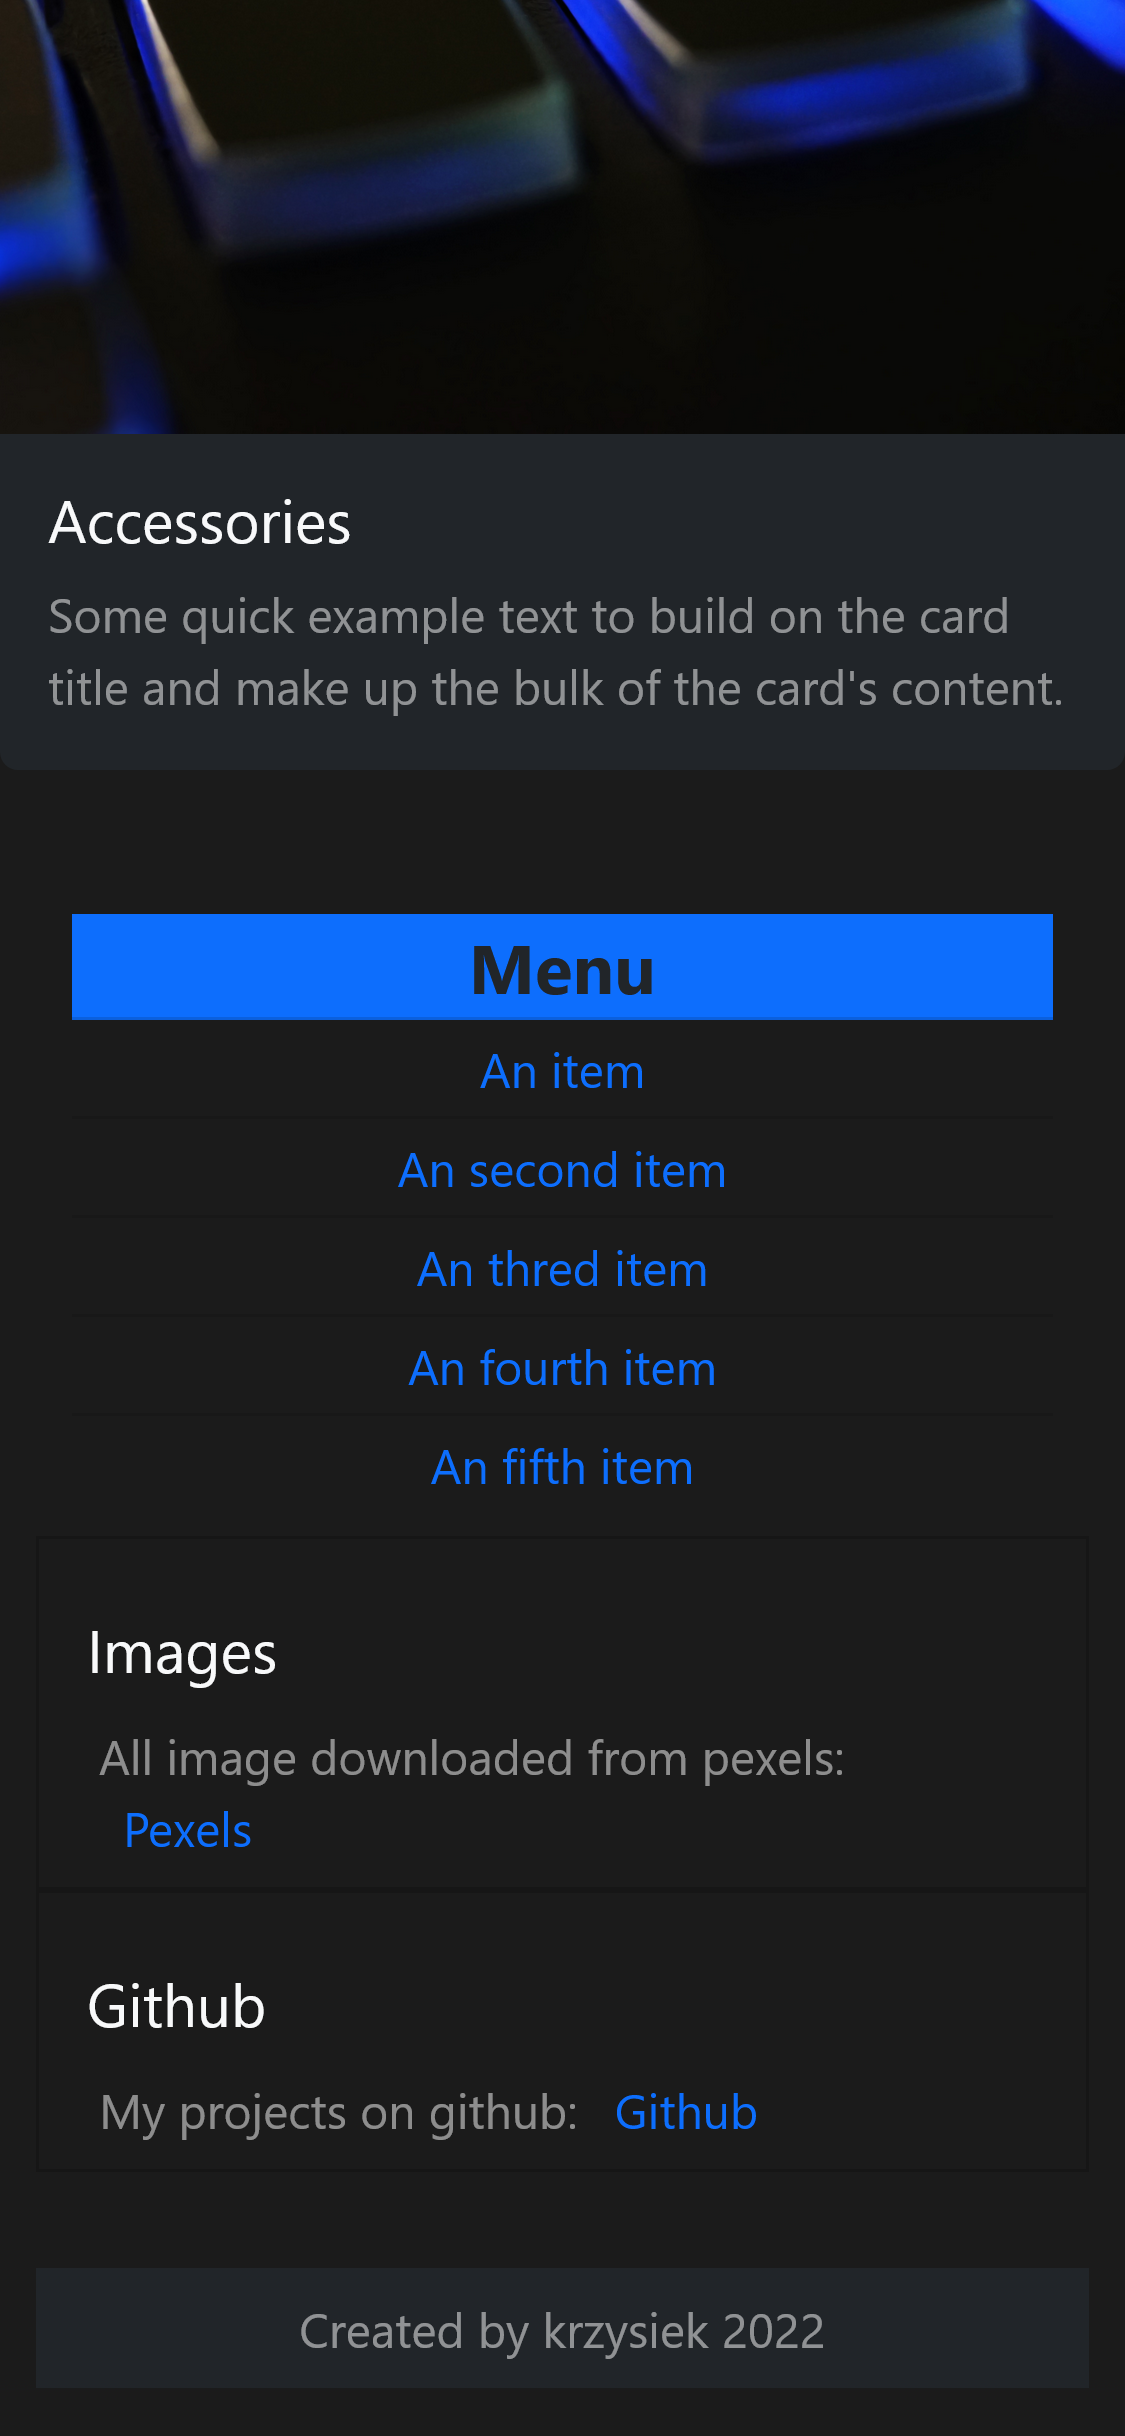 Accessories
Some quick example text to build on the card
title and make up the bulk of the card's content.
Menu
An item
An second item
An thred item
An fourth item
An fifth item
Images
All image downloaded from pexels:
Pexels
Github
My projects on github: Github
Created by krzysiek 2022